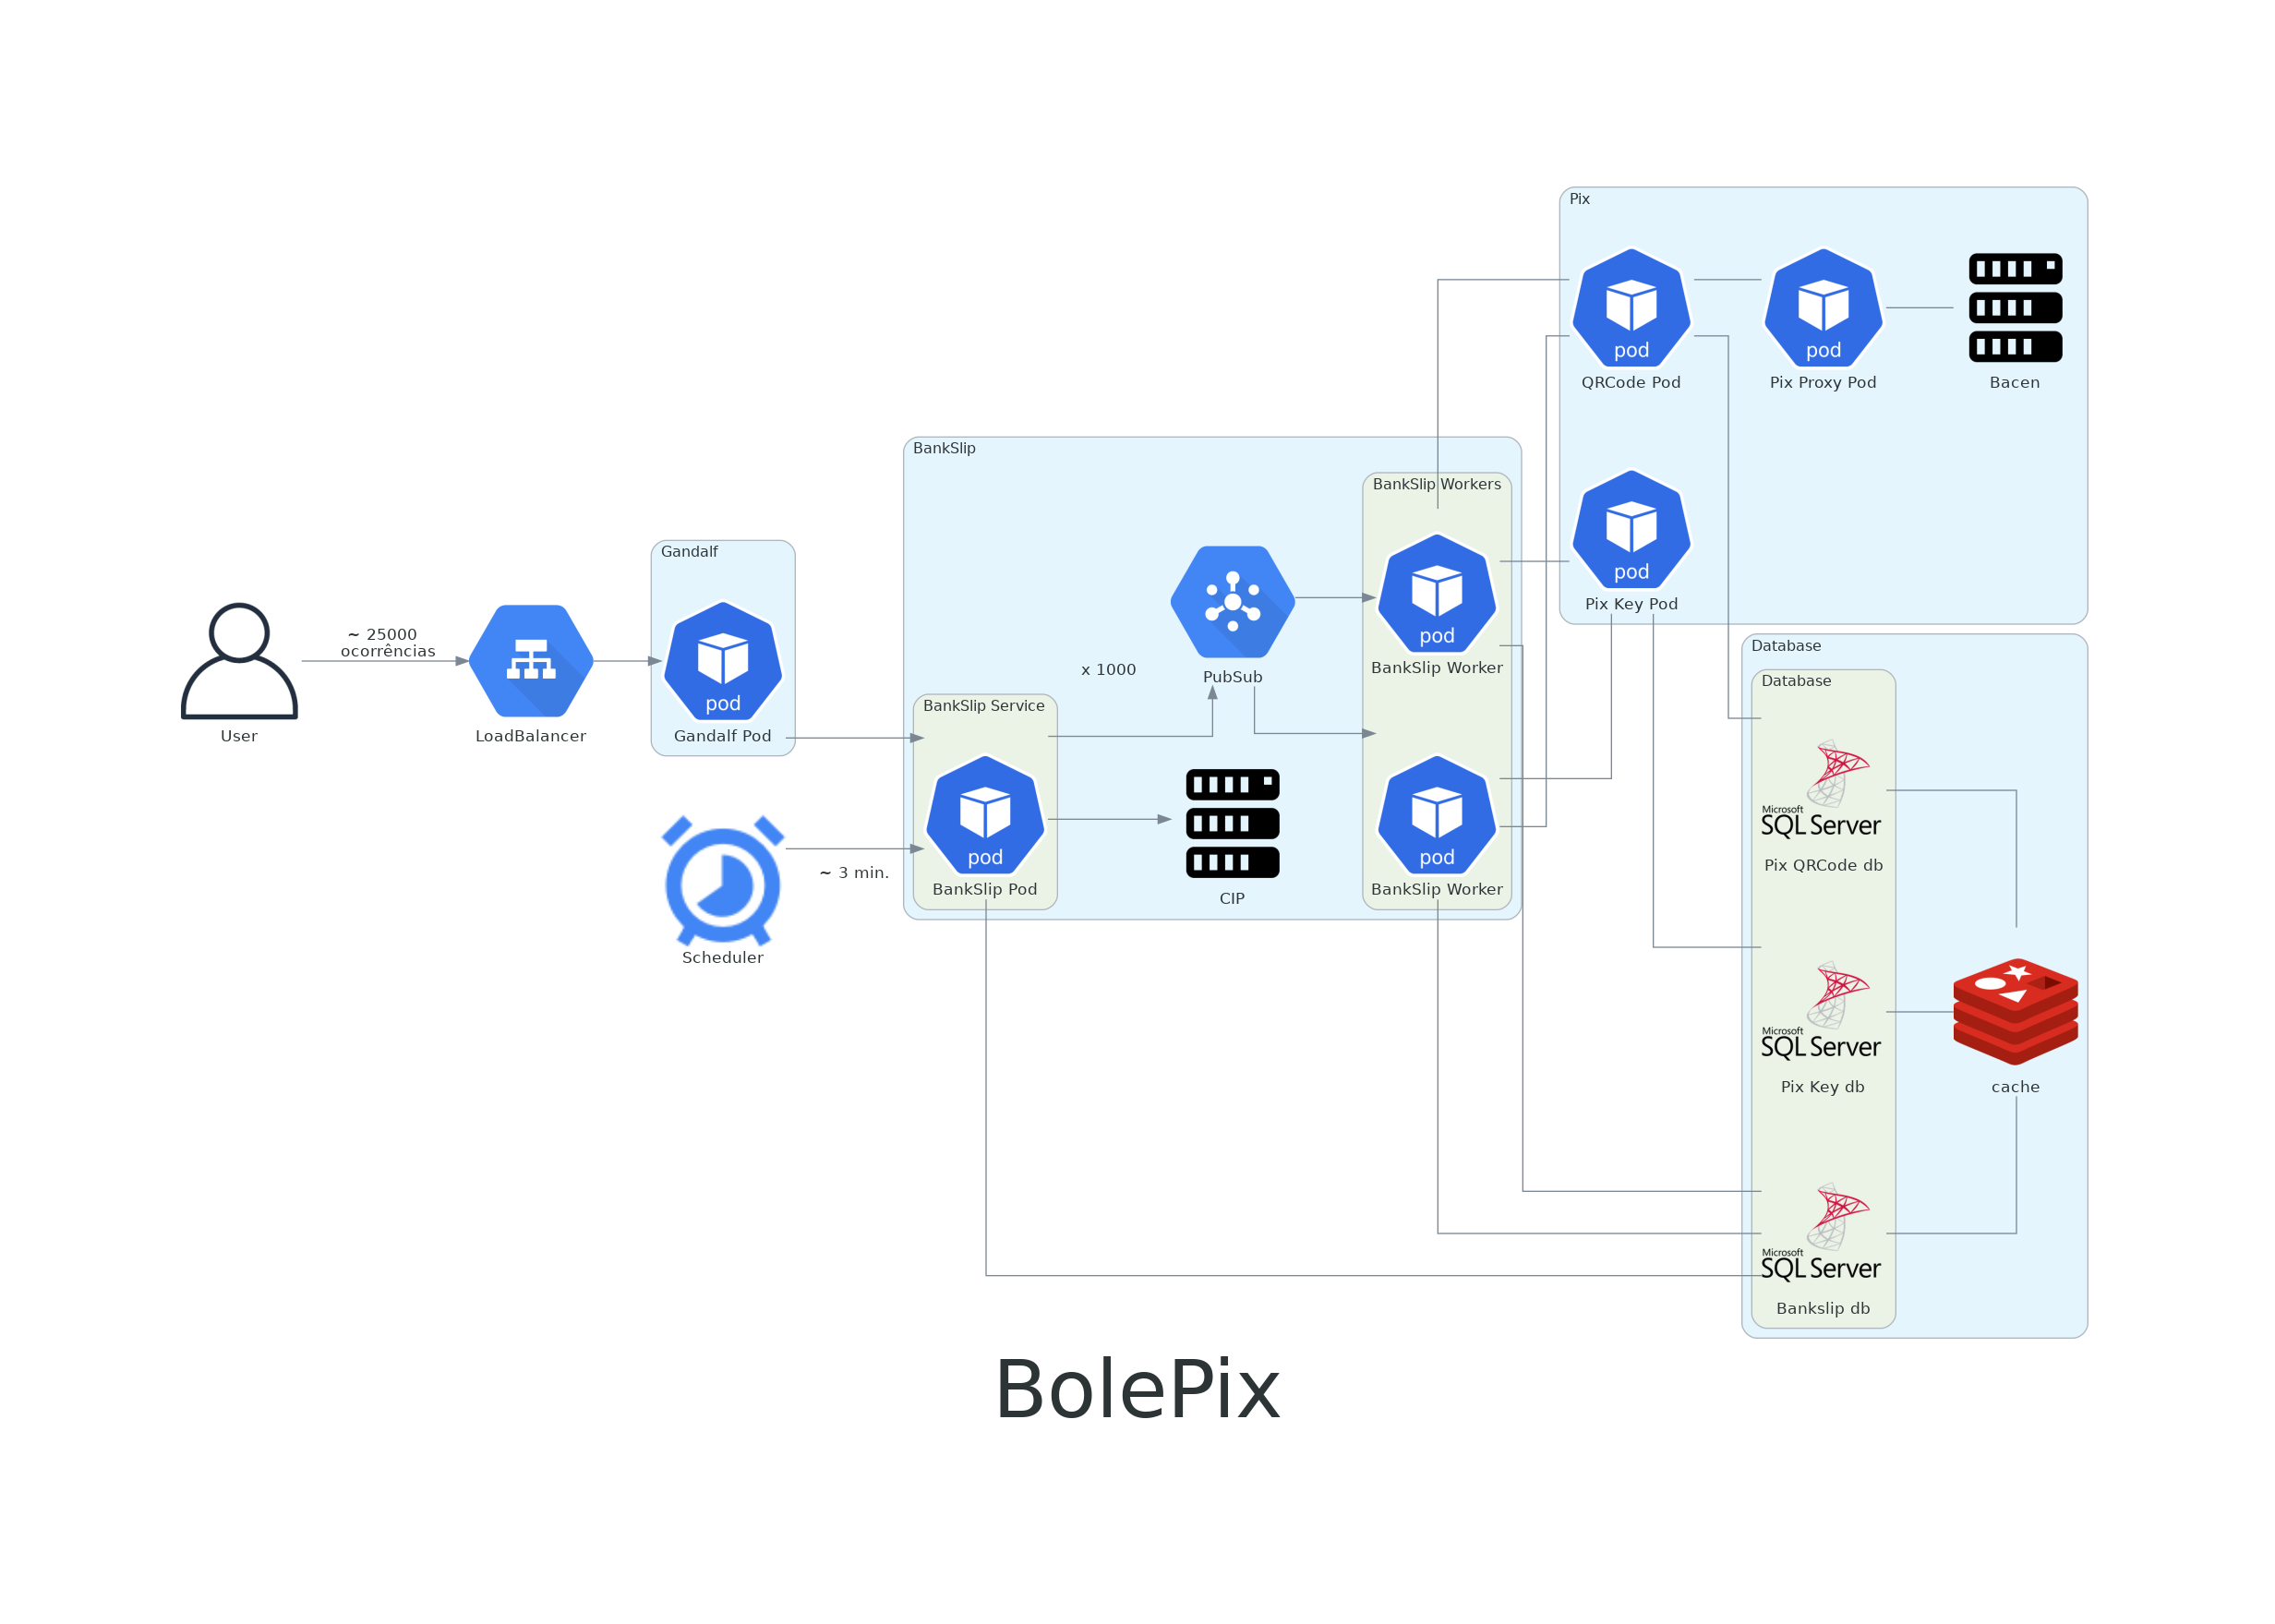 Pix
pod
QRCode Pod
pod
Pix Proxy Pod
Bacen
pod
Pix Key Pod
BankSlip
BankSlip Workers
pod
BankSlip Worker
PubSub
x 1000
Gandalf
pod
Gandalf Pod
~ 25000
ocorrências
User
LoadBalancer
BankSlip Service
pod
BankSlip Pod
CIP
pod
BankSlip Worker
~ 3 min.
Scheduler
Database
Database
Microsoft
SQL Server
Pix QRCode db
Microsoft
SQL Server
Pix Key db
cache
Microsoft
SQL Server
Bankslip db
BolePix